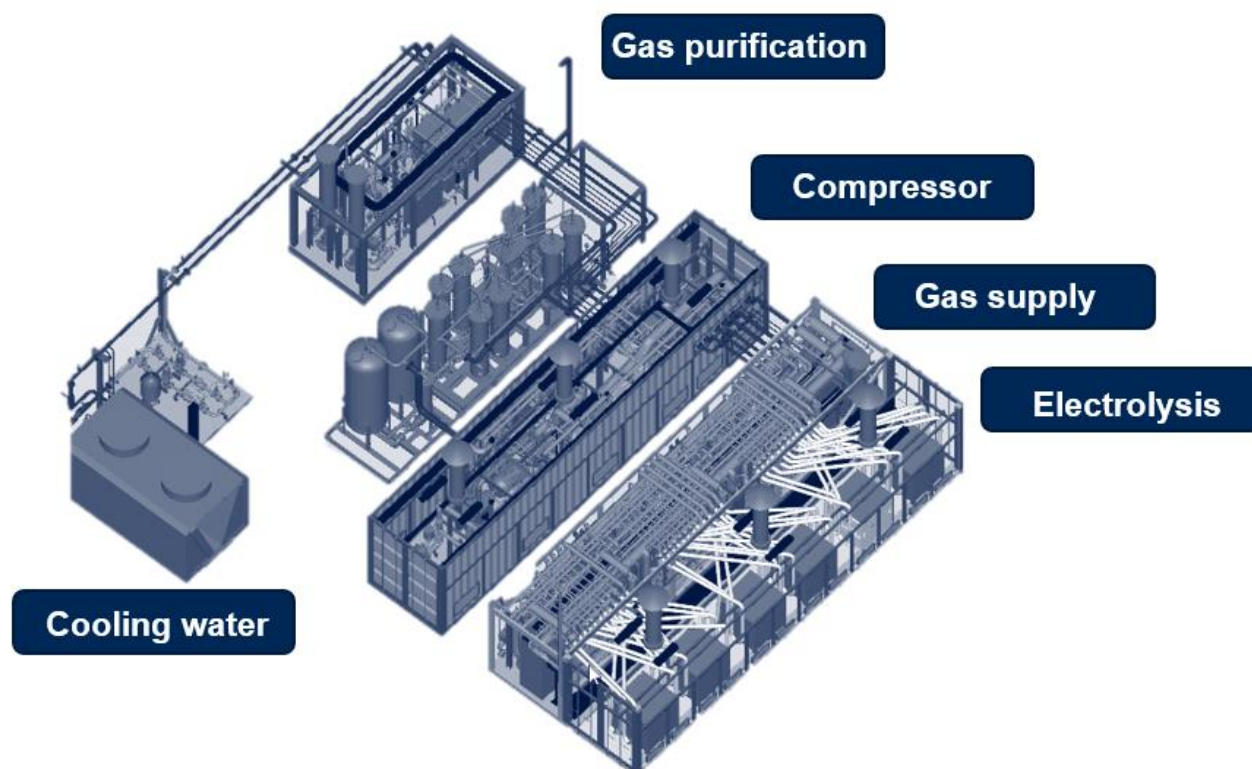 Gas purification
Compressor
Gas supply
Electrolysis
Cooling water